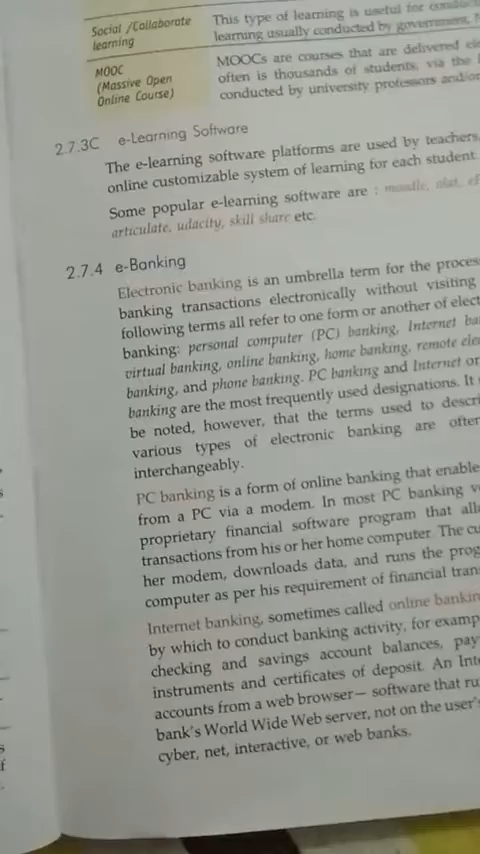 Social /Collaborate
learning
This type of learning is useful for
learning usually conducted by government,
MOOC
(Massive Open
Online Course)
MOOCs are courses that are delivered
often is thousands of students, via the
conducted by university professors and/or
2.7.3C e-Learning Software
The e-learning software platforms are used by teachers,
online customizable system of learning for each student.
Some popular e-learning software are : moodle, olat,
articulate, udacity, skill share etc.
2.7.4 e-Banking
Electronic banking is an umbrella term for the
banking transactions electronically without visiting
following terms all refer to one form or another of
banking: personal computer (PC) banking, Internet
virtual banking, online banking, home banking, remote
banking, and phone banking. PC banking and Internet or
banking are the most frequently used designations. It
be noted, however, that the terms used to
various types of electronic banking are often
interchangeably.
PC banking is a form of online banking that
from a PC via a modem. In most PC banking
proprietary financial software program that
transactions from his or her home computer. The
her modem, downloads data, and runs the
computer as per his requirement of financial
Internet banking, sometimes called online
by which to conduct banking activity, for
checking and savings account balances,
instruments and certificates of deposit. An
accounts from a web browser— software that
bank's World Wide Web server, not on the user's
cyber, net, interactive, or web banks.